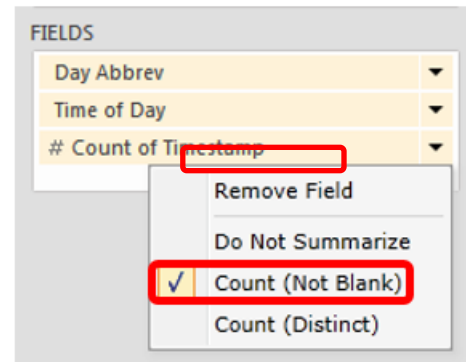 FIELDS
Day Abbrev
Time of Day
# Count of Timestamp
Remove Field
Do Not Summarize
✓ Count (Not Blank)
Count (Distinct)